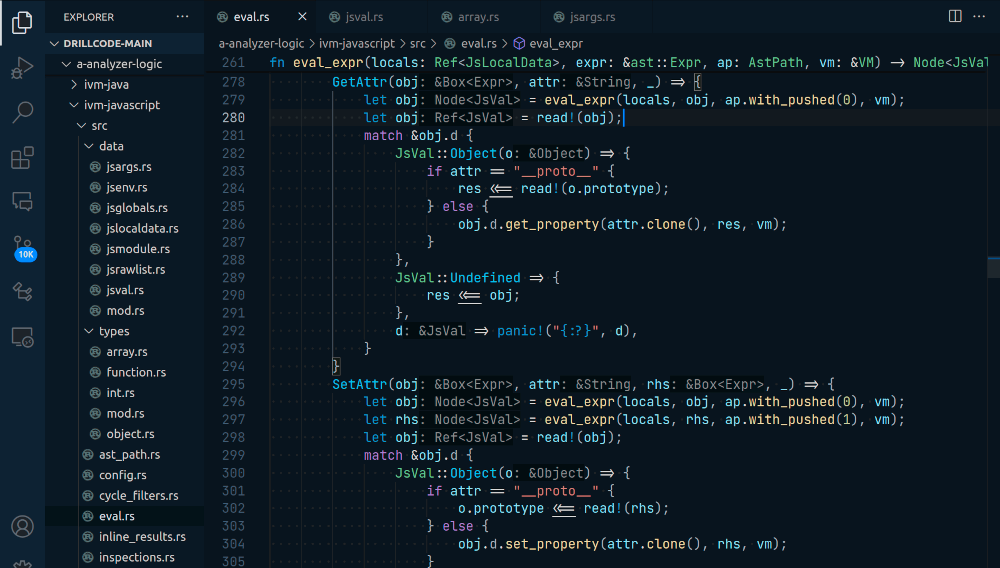 EXPLORER ···
DRILLCODE-MAIN
a-analyzer-logic
ivm-java
ivm-javascript
src
data
jsargs.rs
jsenv.rs
jsglobals.rs
jslocaldata.rs
jsmodule.rs
jsrawlist.rs
jsval.rs
mod.rs
types
array.rs
function.rs
int.rs
mod.rs
object.rs
ast_path.rs
config.rs
cycle_filters.rs
eval.rs
inline_results.rs
inspections.rs
10K
eval.rs jsval.rs array.rs jsargs.rs ···
a-analyzer-logic > ivm-javascript > src > eval.rs > eval_expr
261 fn eval_expr(locals: Ref<JsLocalData>, expr: &ast::Expr, ap: AstPath, vm: &VM) -> Node<JsVal
278 GetAttr(obj: &Box<Expr>, attr: &String, _) => {
279 let obj: Node<JsVal> = eval_expr(locals, obj, ap.with_pushed(0), vm);
280 let obj: Ref<JsVal> = read!(obj);
281 match &obj.d {
282 JsVal::Object(o: &Object) => {
283 if attr == "__proto__" {
284 res <<= read!(o.prototype);
285 } else {
286 obj.d.get_property(attr.clone(), res, vm);
287 }
288 },
289 JsVal::Undefined => {
290 res <<= obj;
291 },
292 d: &JsVal => panic!("{:?}", d),
293 }
294 }
295 SetAttr(obj: &Box<Expr>, attr: &String, rhs: &Box<Expr>, _) => {
296 let obj: Node<JsVal> = eval_expr(locals, obj, ap.with_pushed(0), vm);
297 let rhs: Node<JsVal> = eval_expr(locals, rhs, ap.with_pushed(1), vm);
298 let obj: Ref<JsVal> = read!(obj);
299 match &obj.d {
300 JsVal::Object(o: &Object) => {
301 if attr == "__proto__" {
302 o.prototype <<= read!(rhs);
303 } else {
304 obj.d.set_property(attr.clone(), rhs, vm);
305 }